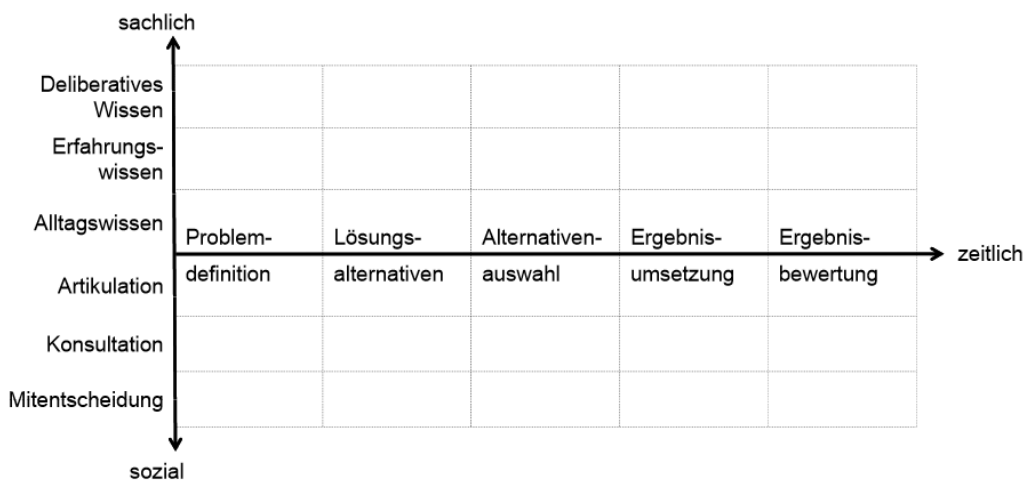 sachlich
Deliberatives
Wissen
Erfahrungs-
wissen
Alltagswissen
Problem-
definition
Lösungs-
alternativen
Alternativen-
auswahl
Ergebnis-
umsetzung
Ergebnis-
bewertung
zeitlich
Artikulation
Konsultation
Mitentscheidung
sozial